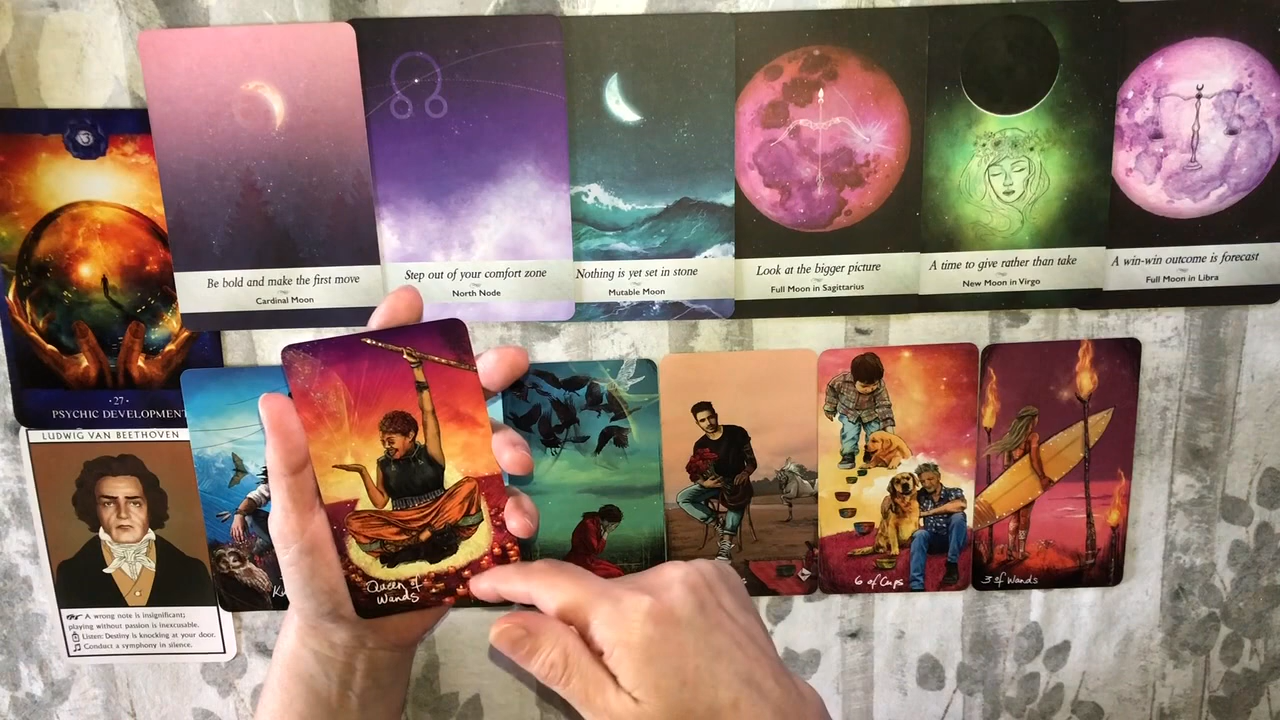 Be bold and make the first move
Cardinal Moon
Step out of your comfort zone
North Node
Nothing is yet set in stone
Mutable Moon
Look at the bigger picture
Full Moon in Sagittarius
A time to give rather than take
New Moon in Virgo
A win-win outcome is forecast
Full Moon in Libra
·27·
PSYCHIC DEVELOPMENT
LUDWIG VAN BEETHOVEN
A wrong note is insignificant;
playing without passion is inexcusable.
Listen: Destiny is knocking at your door.
Conduct a symphony in silence.
Queen of
Wands
6 of Cups
3 of Wands